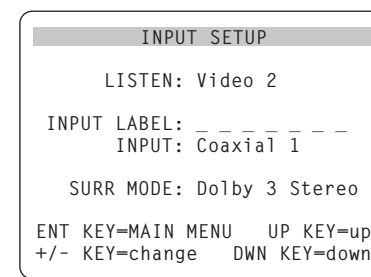 INPUT SETUP
LISTEN: Video 2
INPUT LABEL: _ _ _ _ _ _ _
INPUT: Coaxial 1
SURR MODE: Dolby 3 Stereo
ENT KEY=MAIN MENU UP KEY=up
+/- KEY=change DWN KEY=down